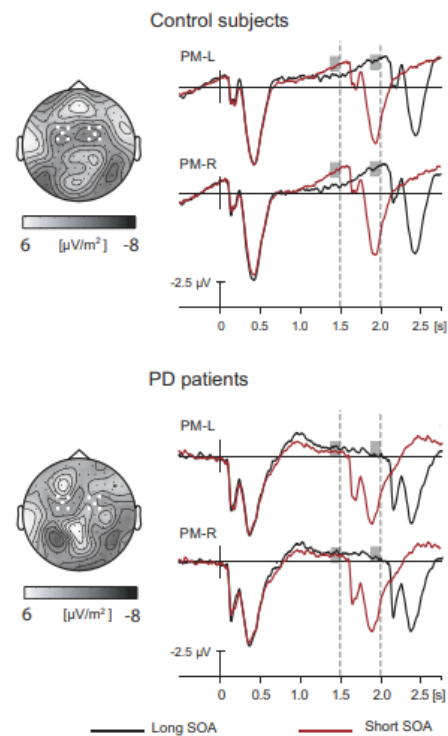 Control subjects
PM-L
PM-R
6 [µV/m²] -8
-2.5 µV
0 0.5 1.0 1.5 2.0 2.5 [s]
PD patients
PM-L
PM-R
6 [µV/m²] -8
-2.5 µV
0 0.5 1.0 1.5 2.0 2.5 [s]
Long SOA Short SOA